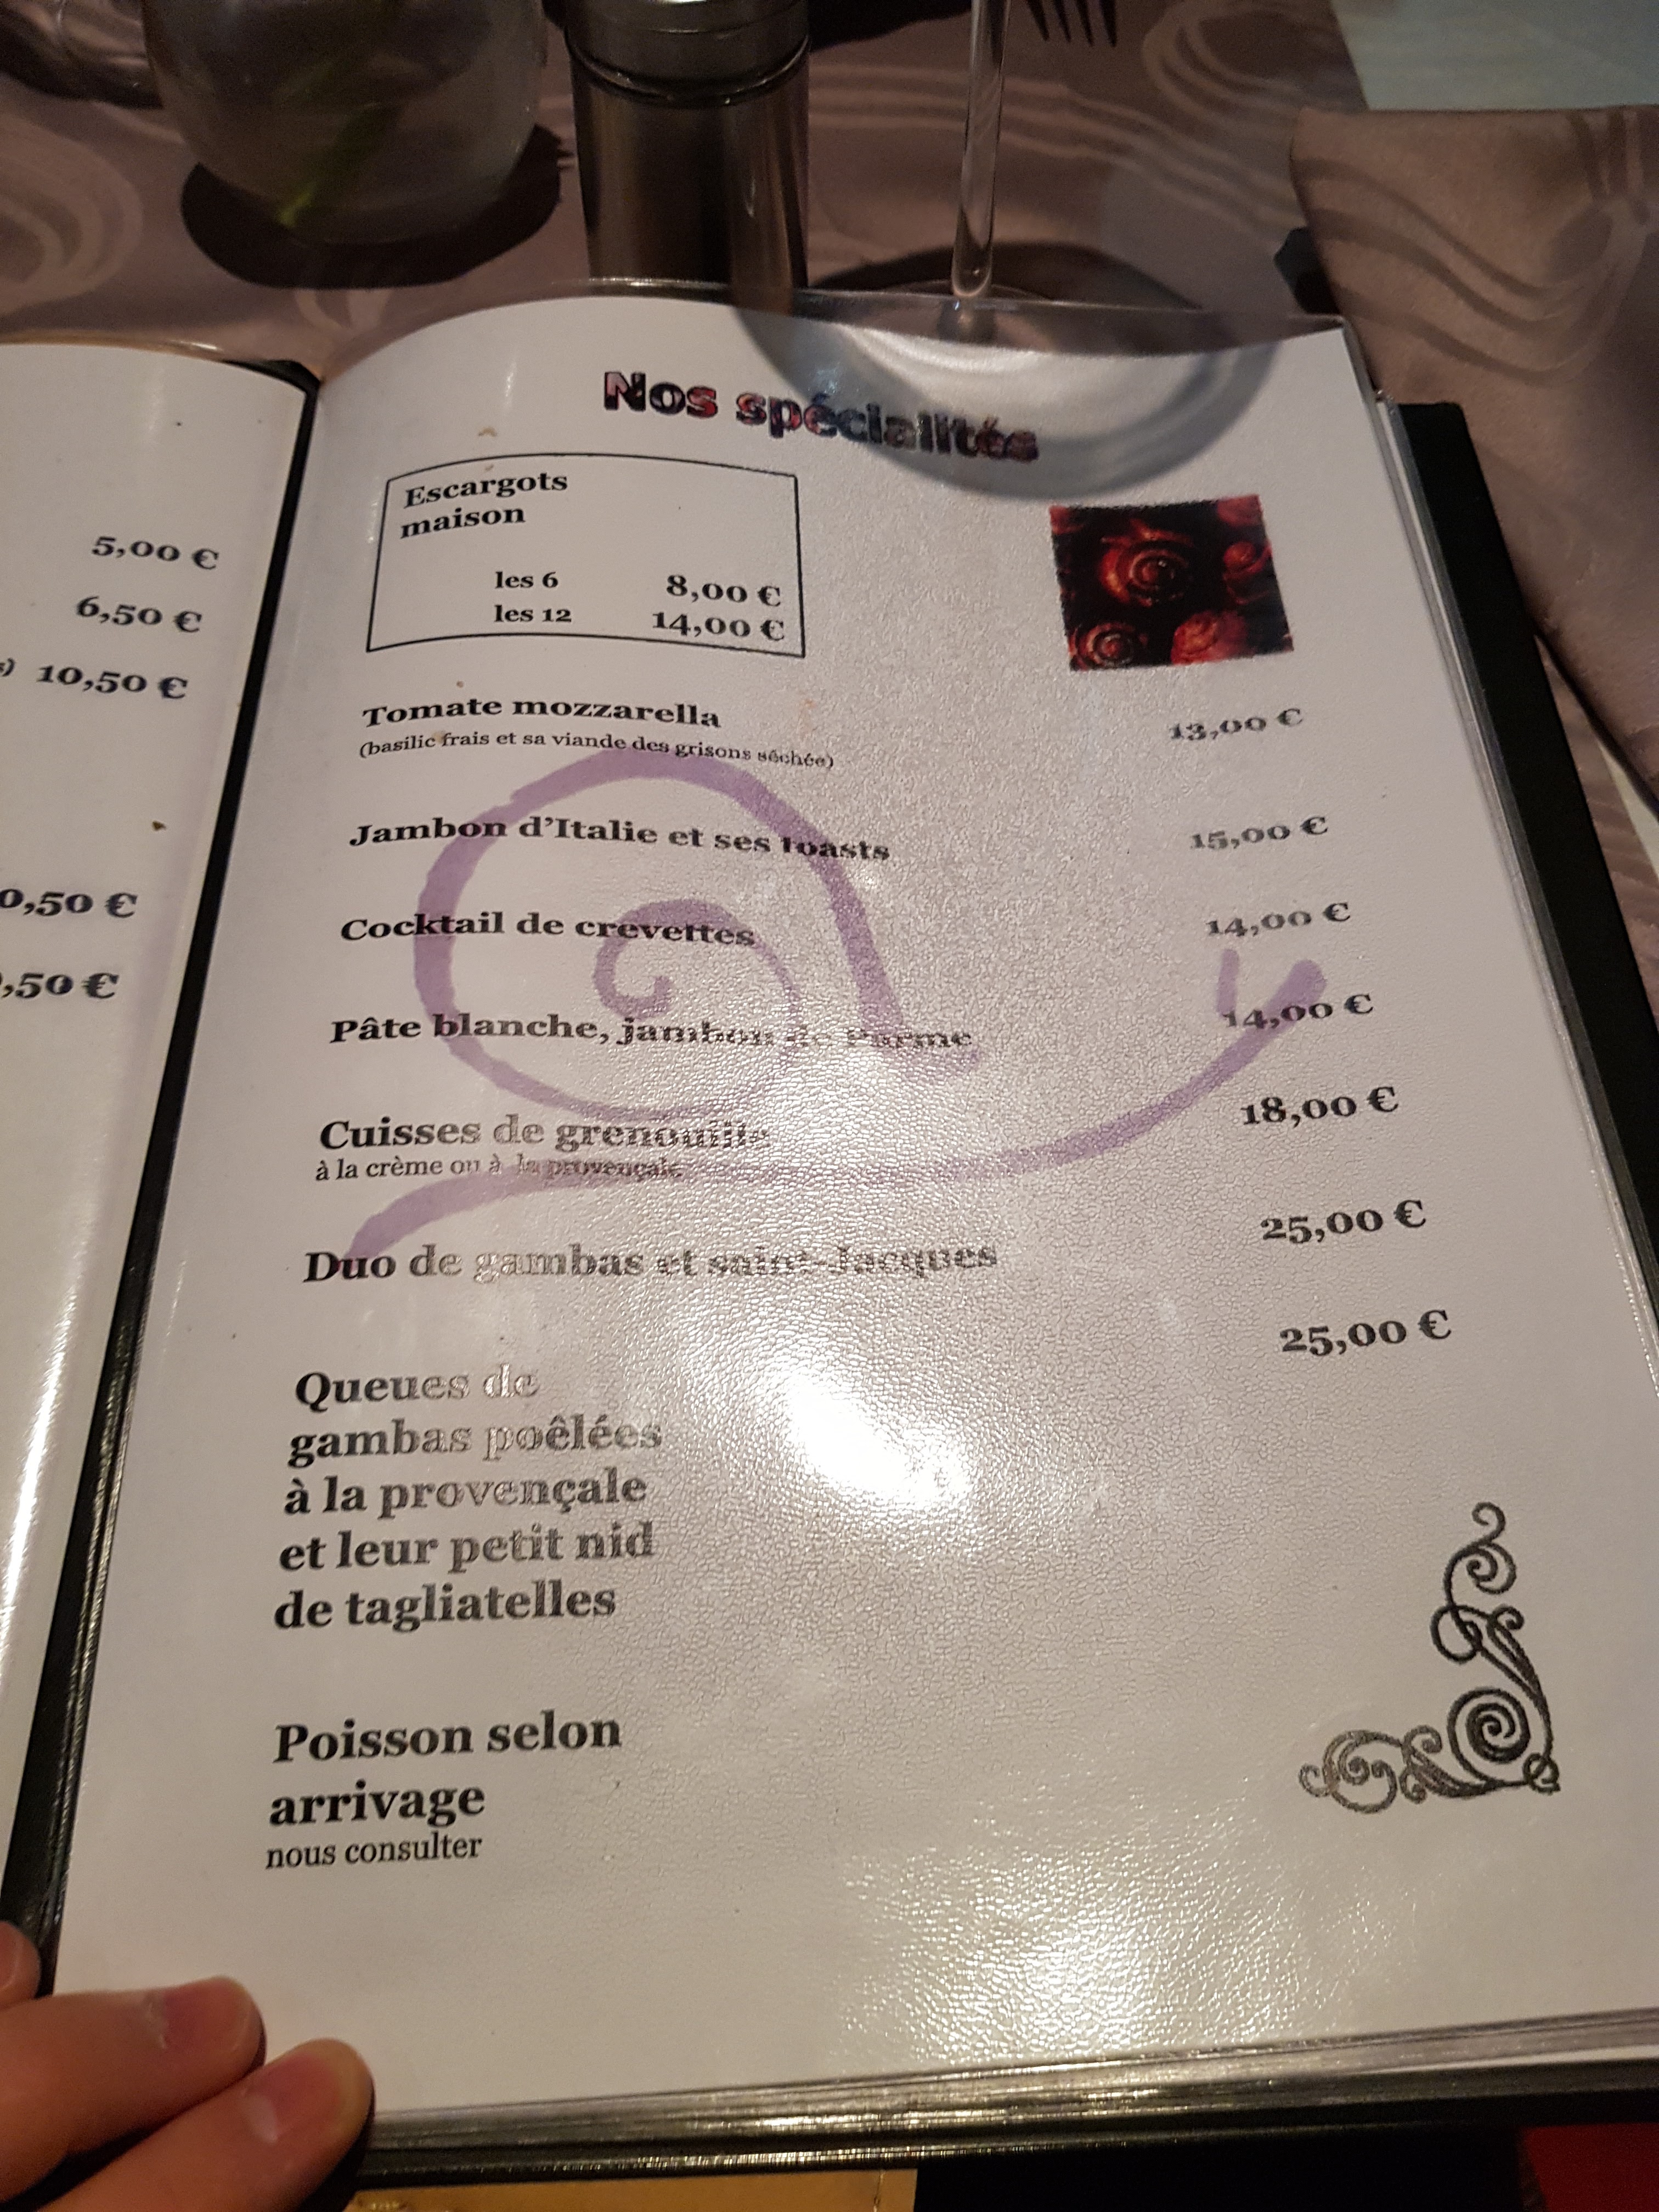 5,00 €
6,50 €
10,50 €
0,50 €
,50 €
Nos spécialités
Escargots
maison
les 6 8,00 €
les 12 14,00 €
Tomate mozzarella 13,00 €
(basilic frais et sa viande des grisons séchée)
Jambon d'Italie et ses toasts 15,00 €
Cocktail de crevettes 14,00 €
Pâte blanche, jambon de Parme 14,00 €
Cuisses de grenouille 18,00 €
à la crème ou à la provençale
Duo de gambas et saint-Jacques 25,00 €
Queues de 25,00 €
gambas poêlées
à la provençale
et leur petit nid
de tagliatelles
Poisson selon
arrivage
nous consulter